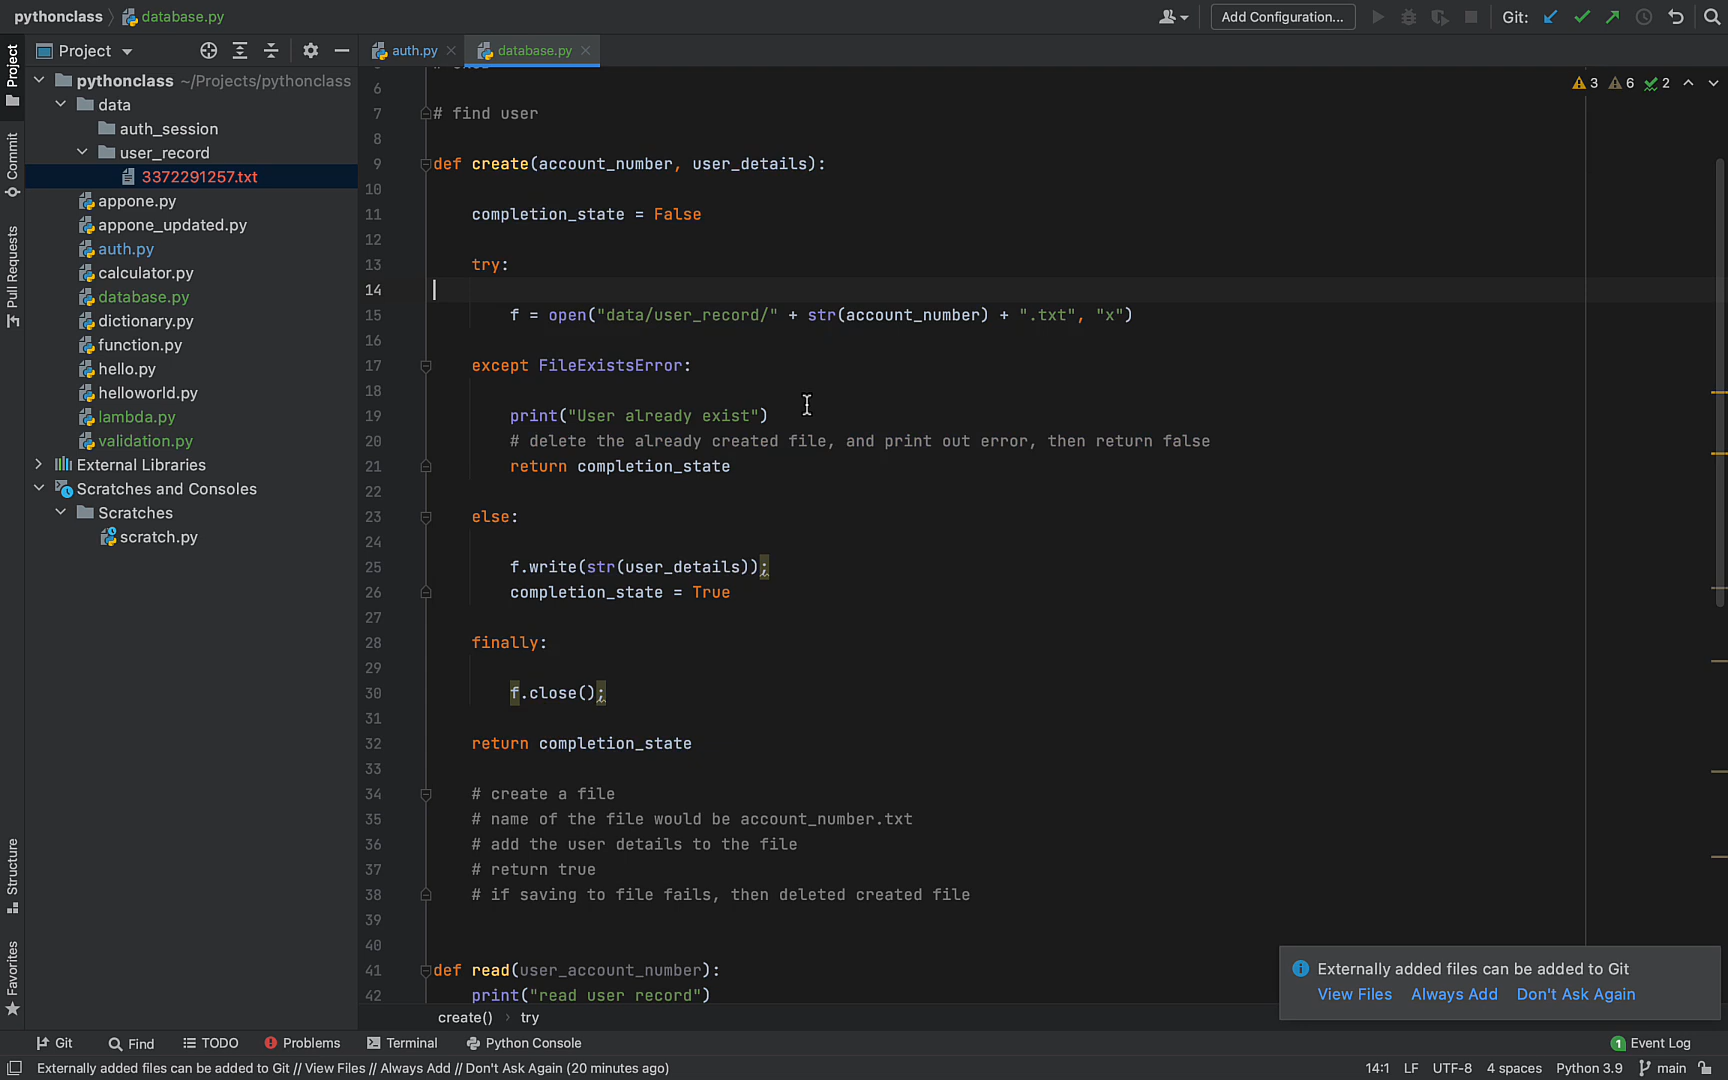 pythonclass database.py
Add Configuration... Git:
Project
auth.py database.py
pythonclass ~/Projects/pythonclass
data
auth_session
user_record
3372291257.txt
appone.py
appone_updated.py
auth.py
calculator.py
database.py
dictionary.py
function.py
hello.py
helloworld.py
lambda.py
validation.py
External Libraries
Scratches and Consoles
Scratches
scratch.py
Project
Commit
Pull Requests
Structure
Favorites
3 6 2
6
7 # find user
8
9 def create(account_number, user_details):
10
11 completion_state = False
12
13 try:
14
15 f = open("data/user_record/" + str(account_number) + ".txt", "x")
16
17 except FileExistsError:
18
19 print("User already exist")
20 # delete the already created file, and print out error, then return false
21 return completion_state
22
23 else:
24
25 f.write(str(user_details));
26 completion_state = True
27
28 finally:
29
30 f.close();
31
32 return completion_state
33
34 # create a file
35 # name of the file would be account_number.txt
36 # add the user details to the file
37 # return true
38 # if saving to file fails, then deleted created file
39
40
41 def read(user_account_number):
42 print("read user record")
create() try
Externally added files can be added to Git
View Files Always Add Don't Ask Again
Git Find TODO Problems Terminal Python Console 1 Event Log
Externally added files can be added to Git // View Files // Always Add // Don't Ask Again (20 minutes ago) 14:1 LF UTF-8 4 spaces Python 3.9 main